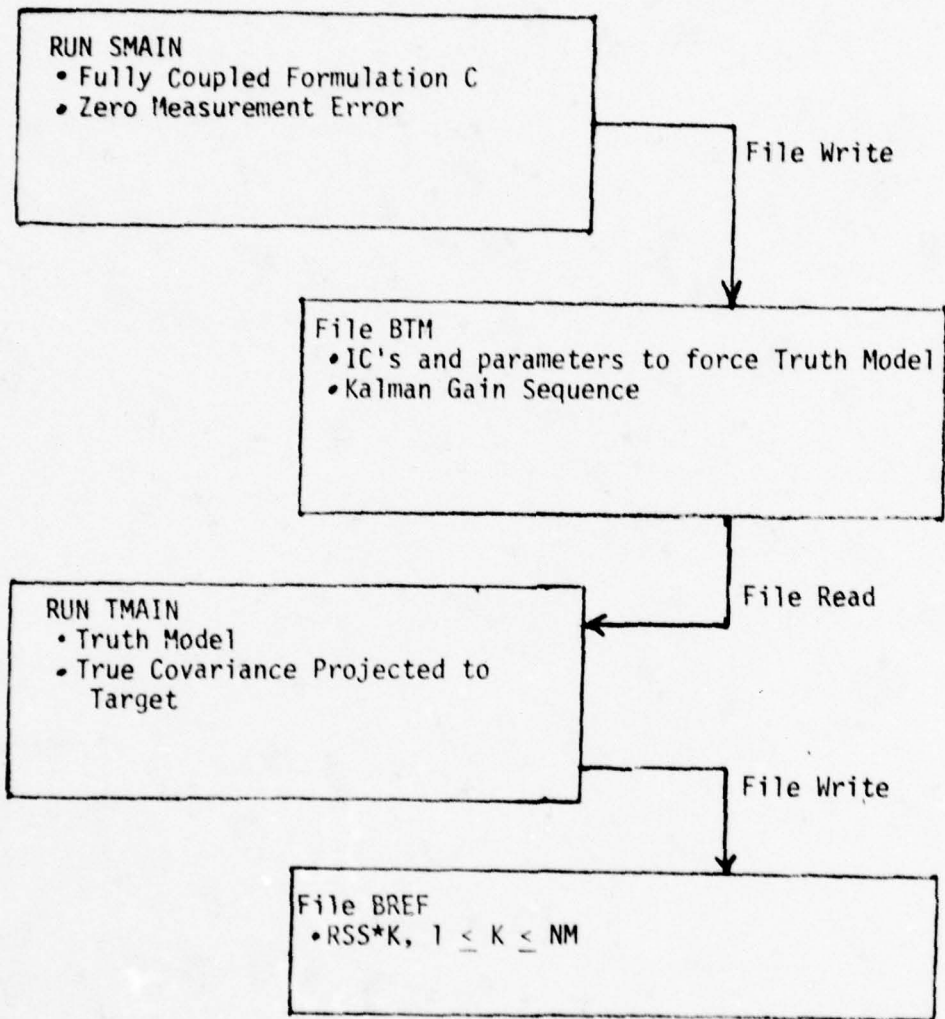 RUN SMAIN
• Fully Coupled Formulation C
• Zero Measurement Error
File Write
File BTM
• IC's and parameters to force Truth Model
• Kalman Gain Sequence
File Read
RUN TMAIN
• Truth Model
• True Covariance Projected to
Target
File Write
File BREF
• RSS*K, 1 ≤ K ≤ NM